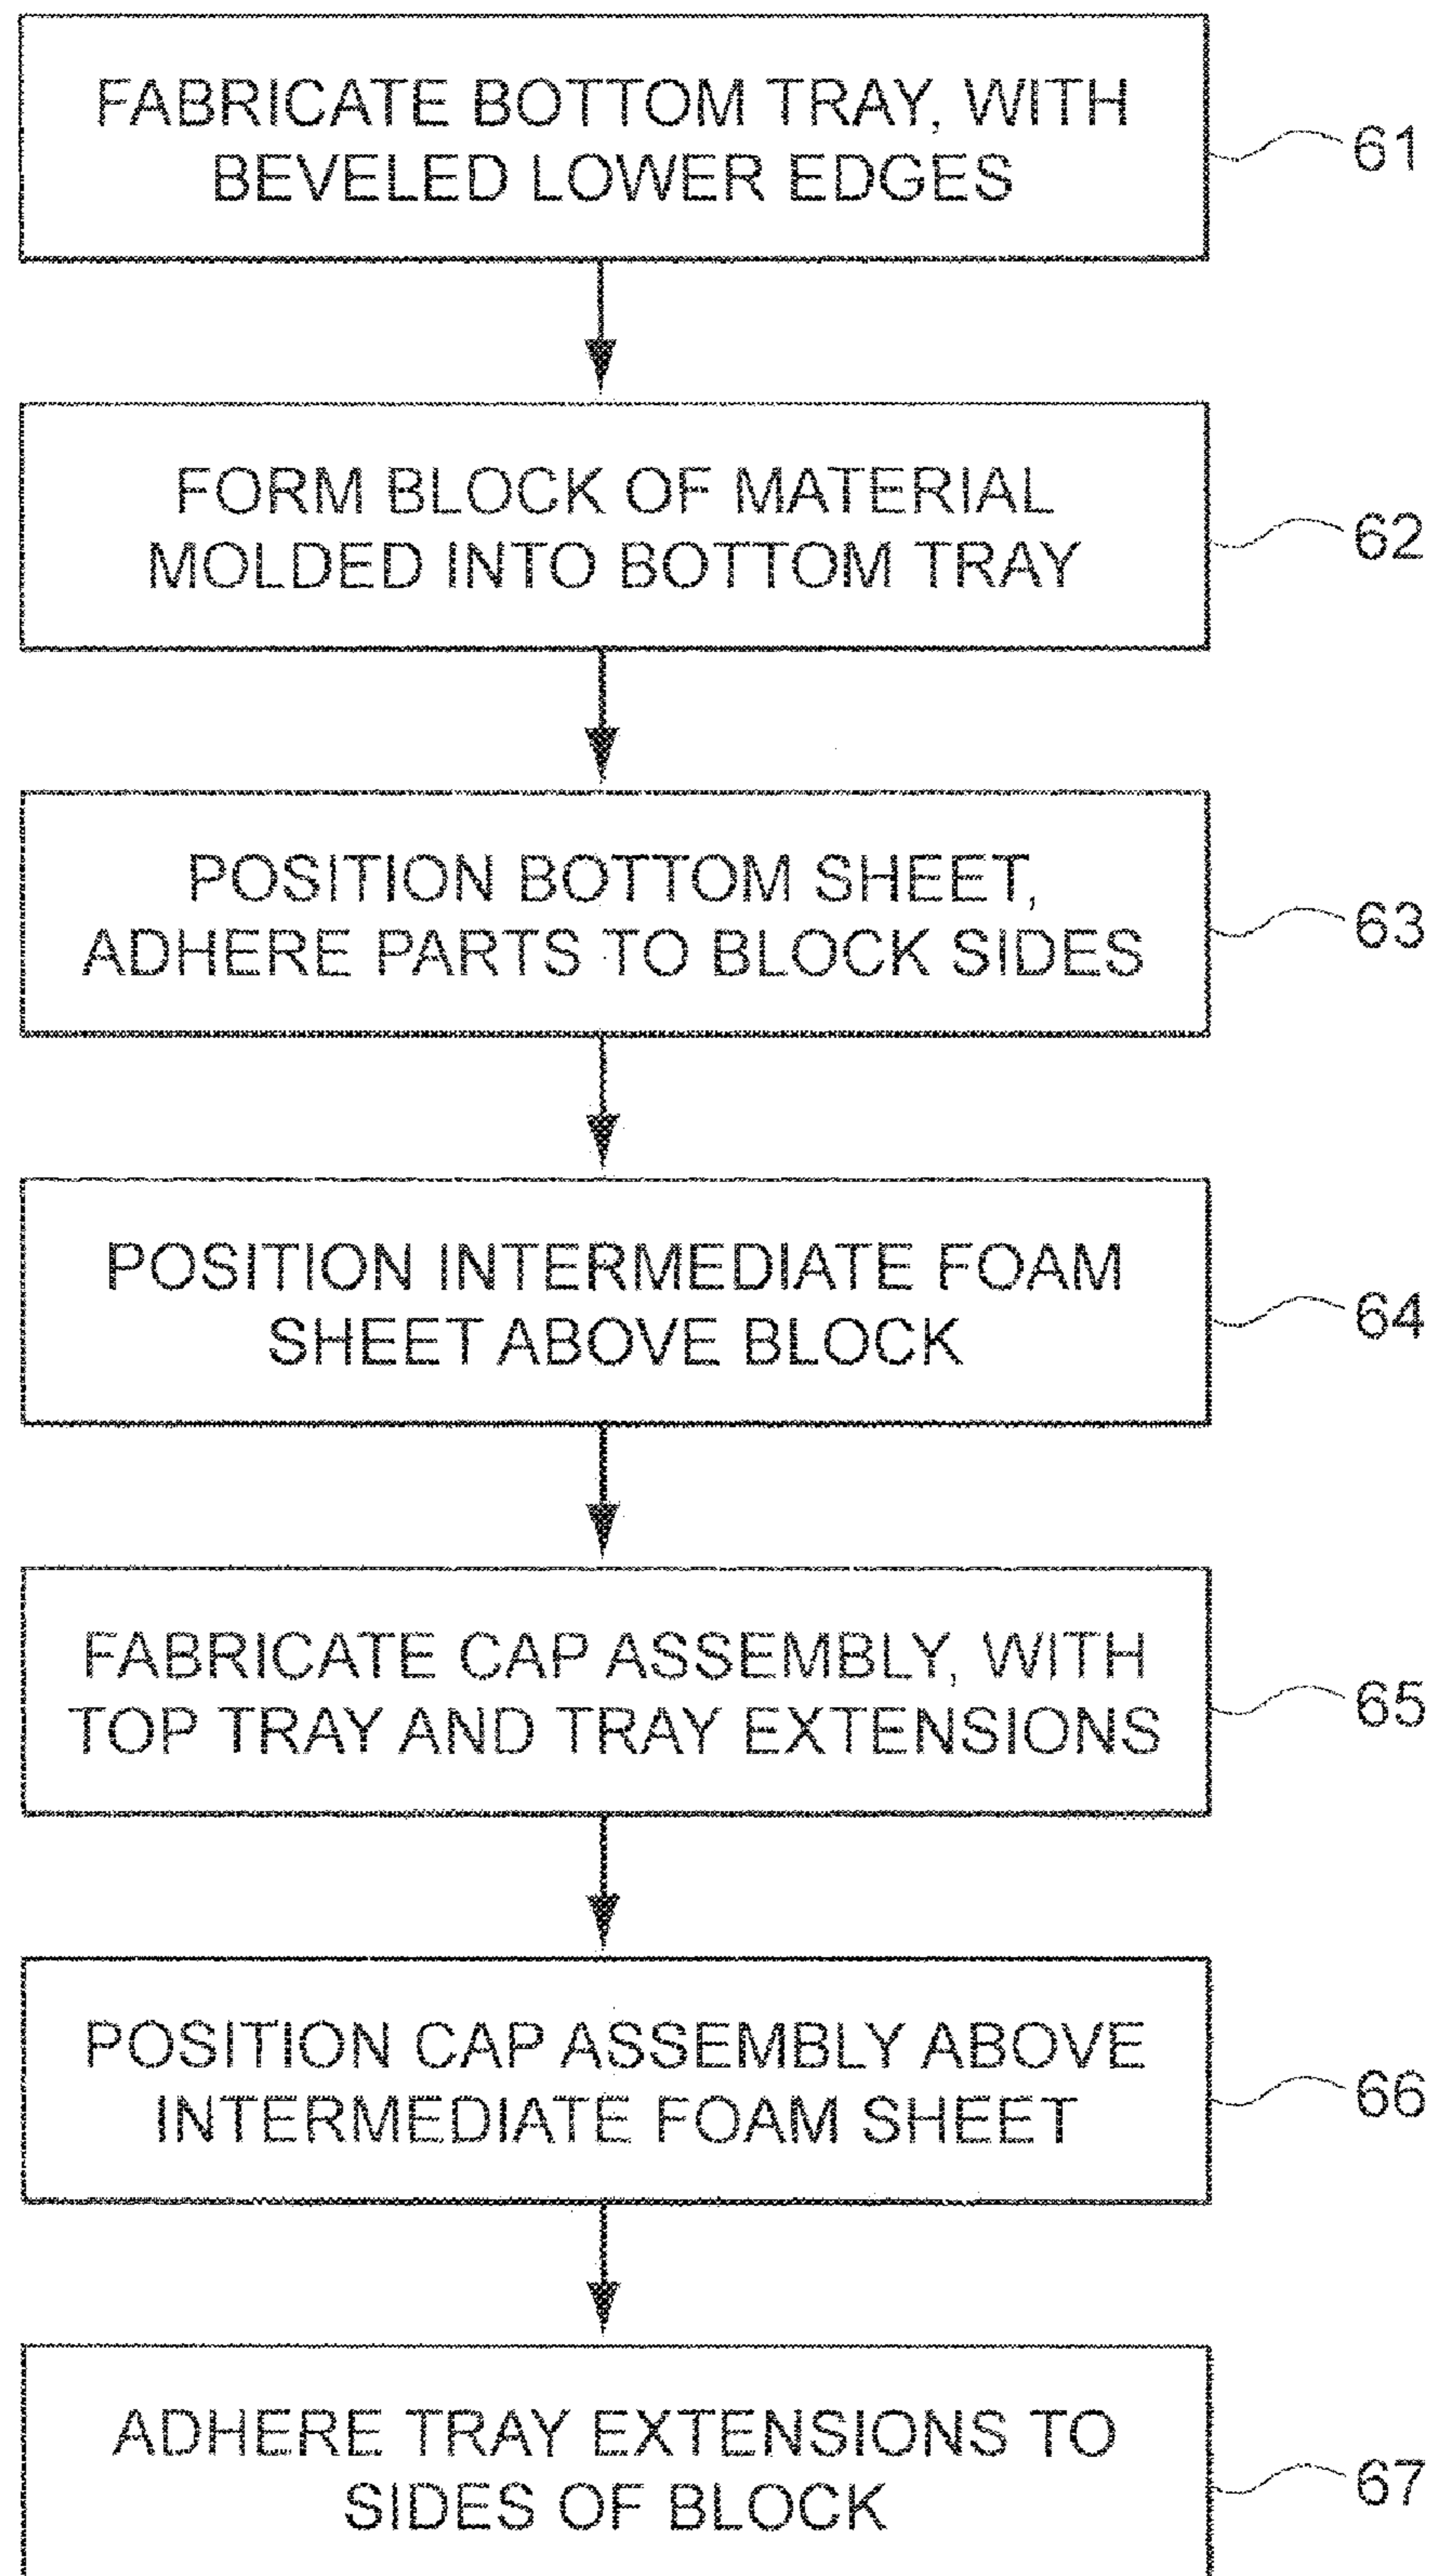 FABRICATE BOTTOM TRAY, WITH
BEVELED LOWER EDGES
61
FORM BLOCK OF MATERIAL
MOLDED INTO BOTTOM TRAY
62
POSITION BOTTOM SHEET,
ADHERE PARTS TO BLOCK SIDES
63
POSITION INTERMEDIATE FOAM
SHEET ABOVE BLOCK
64
FABRICATE CAP ASSEMBLY, WITH
TOP TRAY AND TRAY EXTENSIONS
65
POSITION CAP ASSEMBLY ABOVE
INTERMEDIATE FOAM SHEET
66
ADHERE TRAY EXTENSIONS TO
SIDES OF BLOCK
67